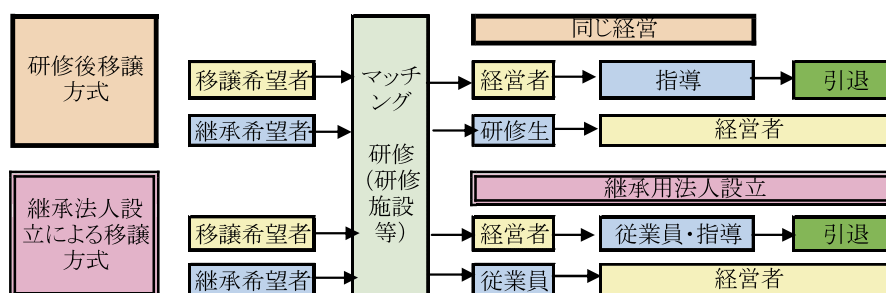 同じ経営
研修後移譲
方式
移譲希望者
マッチ
ング
経営者
指導
引退
継承希望者
研修生
経営者
研修
（研修
施設
等）
継承法人設
立による移譲
方式
継承用法人設立
移譲希望者
経営者
従業員・指導
引退
継承希望者
従業員
経営者